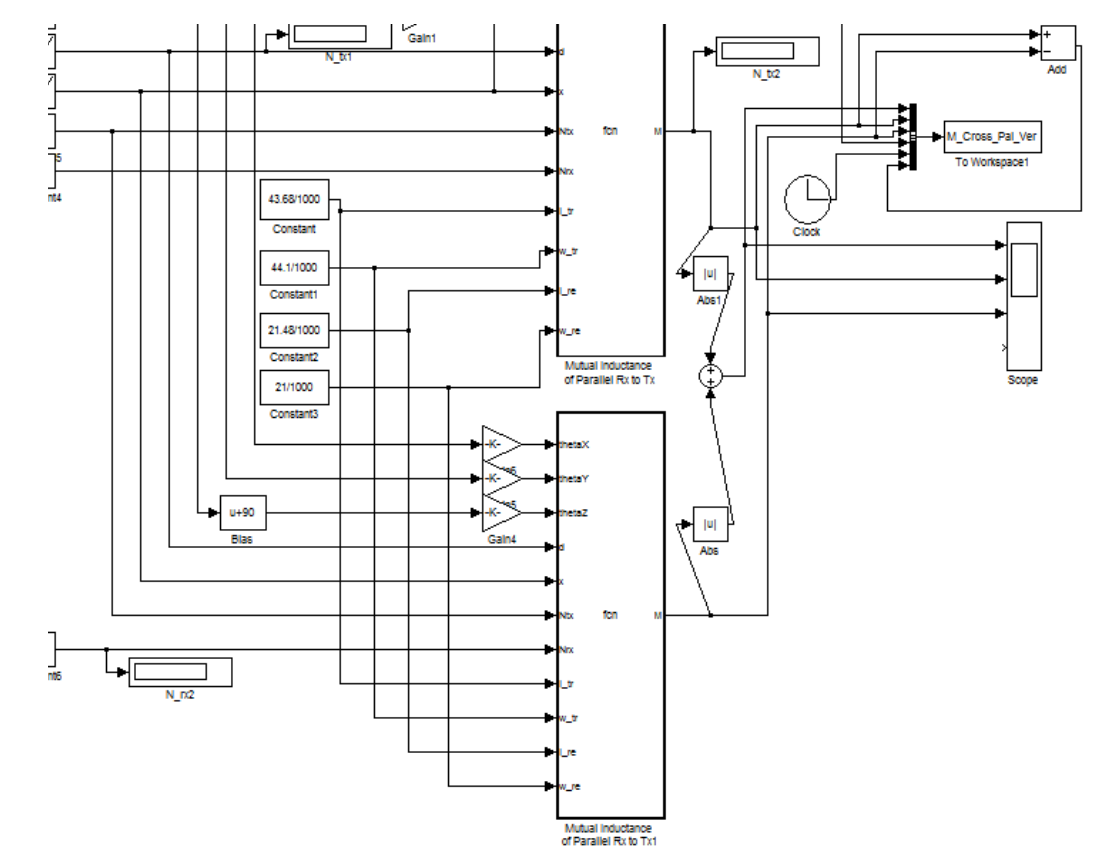 Gain1
N_tx1
d
x
Ntx
Nrx
l_tr
w_tr
l_re
w_re
fcn
M
Mutual Inductance
of Parallel Rx to Tx
N_tx2
+
−
Add
M_Cross_Pal_Ver
To Workspace1
Clock
5
nt4
43.68/1000
Constant
44.1/1000
Constant1
21.48/1000
Constant2
21/1000
Constant3
|u|
Abs1
+
+
Scope
-K-
-K-
-K-
Gain4
u+90
Bias
thetaX
thetaY
thetaZ
d
x
Ntx
Nrx
l_tr
w_tr
l_re
w_re
fcn
M
|u|
Abs
nt6
N_rx2
Mutual Inductance
of Parallel Rx to Tx1